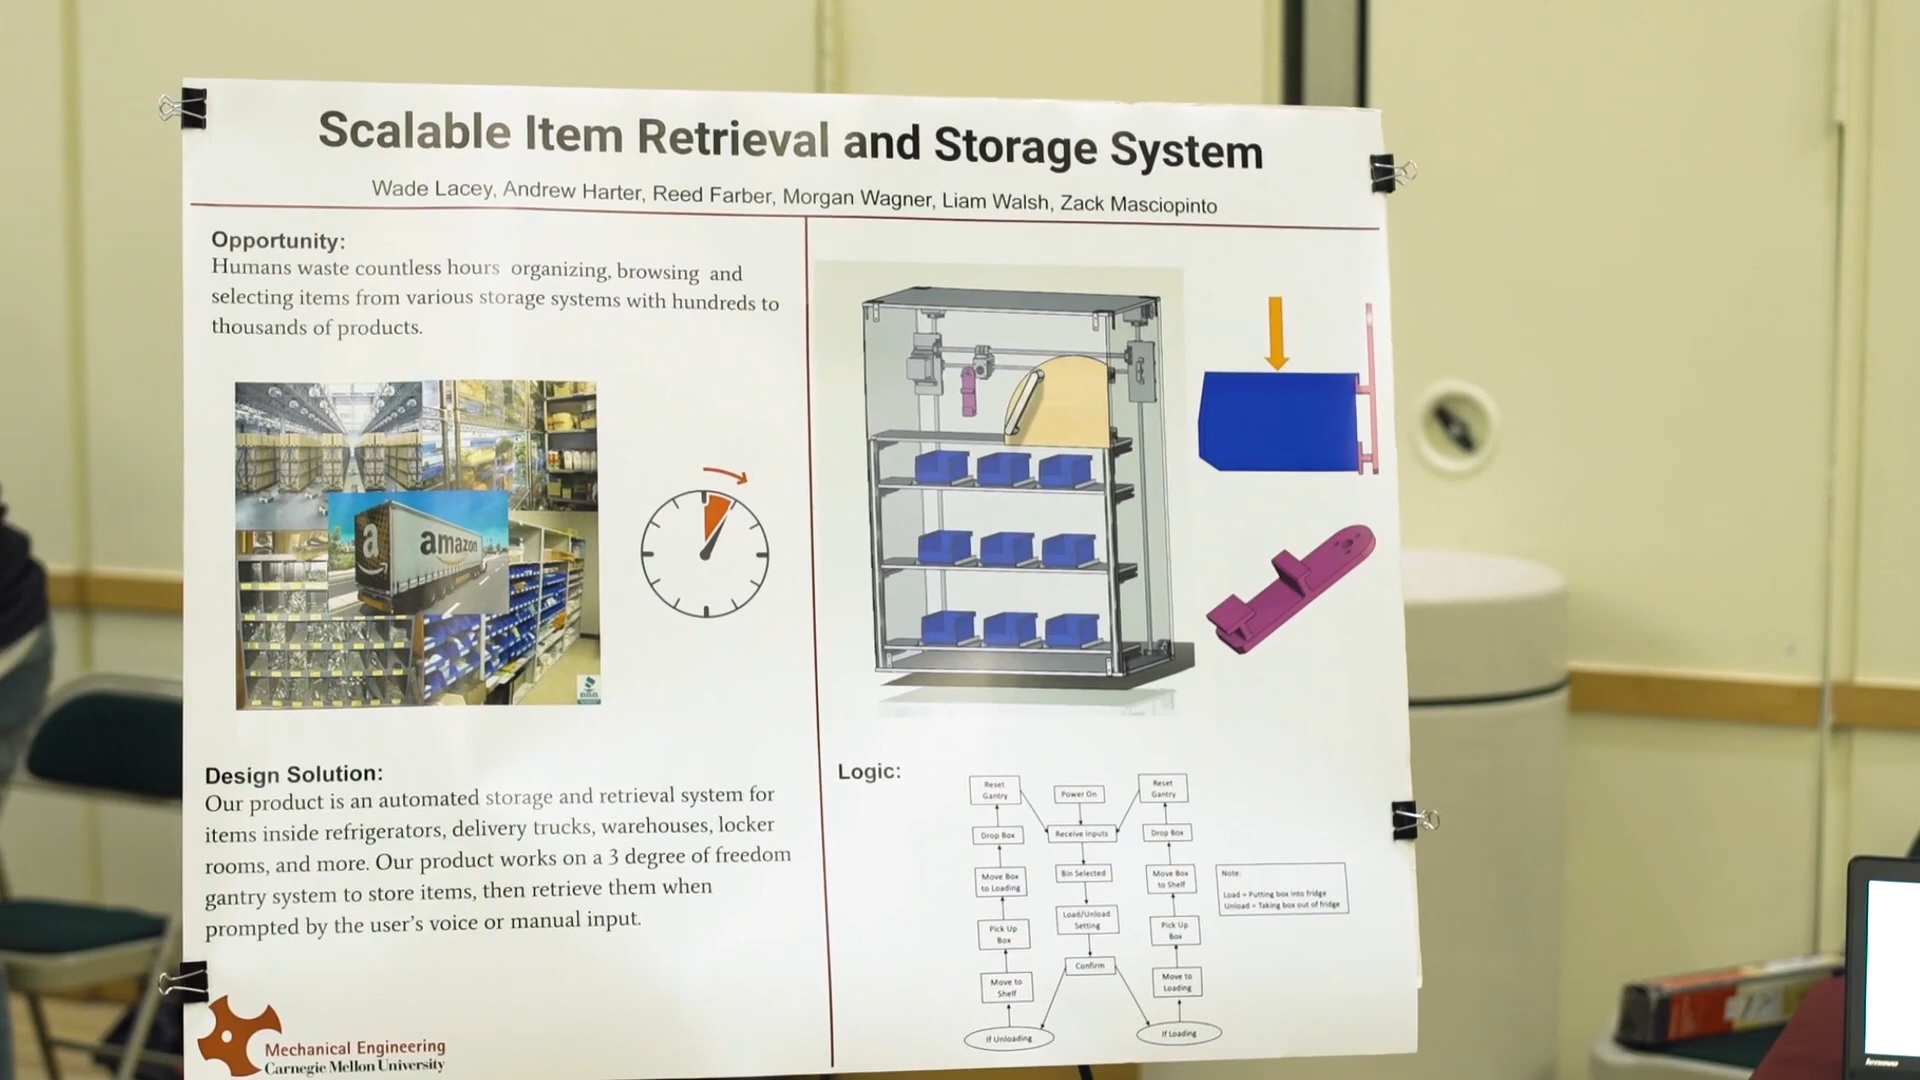 Scalable Item Retrieval and Storage System
Wade Lacey, Andrew Harter, Reed Farber, Morgan Wagner, Liam Walsh, Zack Masciopinto
Opportunity:
Humans waste countless hours organizing, browsing and
selecting items from various storage systems with hundreds to
thousands of products.
a
amazon
Design Solution:
Our product is an automated storage and retrieval system for
items inside refrigerators, delivery trucks, warehouses, locker
rooms, and more. Our product works on a 3 degree of freedom
gantry system to store items, then retrieve them when
prompted by the user's voice or manual input.
Mechanical Engineering
Carnegie Mellon University
Logic:
Reset
Gantry
Drop Box
Move Box
to Loading
Pick Up
Box
Move to
Shelf
If Unloading
Power On
Receive Inputs
Bin Selected
Load/Unload
Setting
Confirm
Reset
Gantry
Drop Box
Move Box
to Shelf
Pick Up
Box
Move to
Loading
If Loading
Note:
Load = Putting box into fridge
Unload = Taking box out of fridge
lenovo